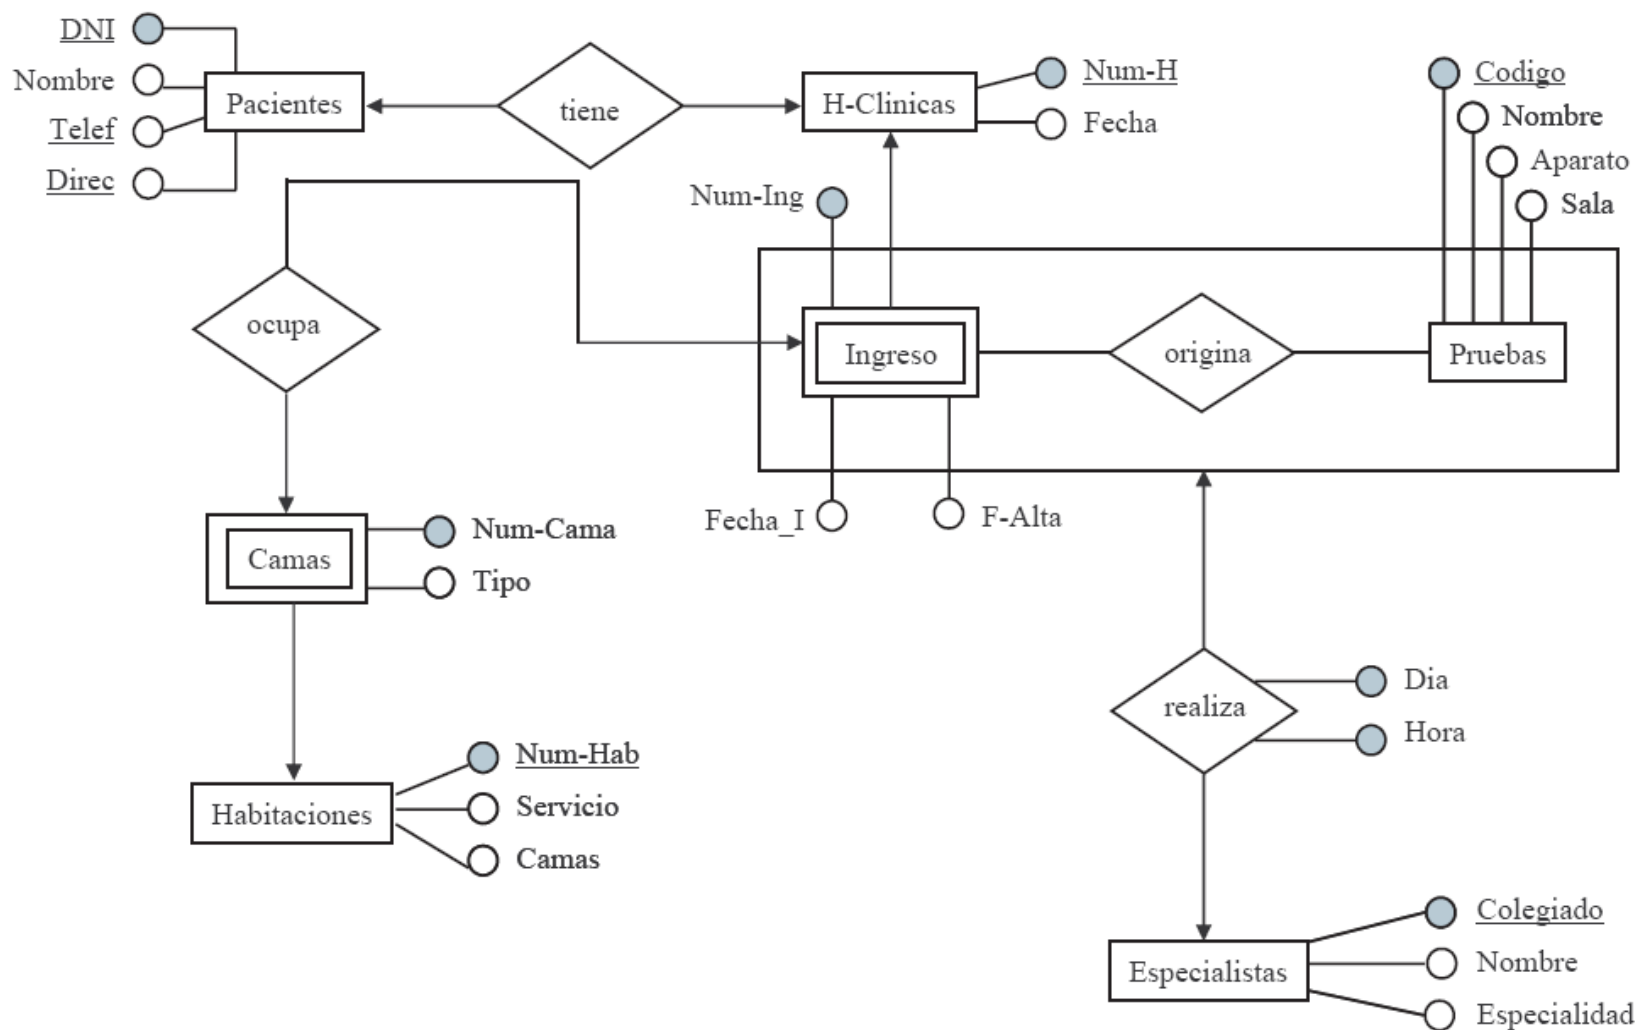 DNI
Nombre
Telef
Direc
Pacientes
tiene
H-Clinicas
Num-H
Fecha
Codigo
Nombre
Aparato
Sala
Num-Ing
ocupa
Ingreso
origina
Pruebas
Fecha_I
F-Alta
Camas
Num-Cama
Tipo
realiza
Dia
Hora
Habitaciones
Num-Hab
Servicio
Camas
Especialistas
Colegiado
Nombre
Especialidad